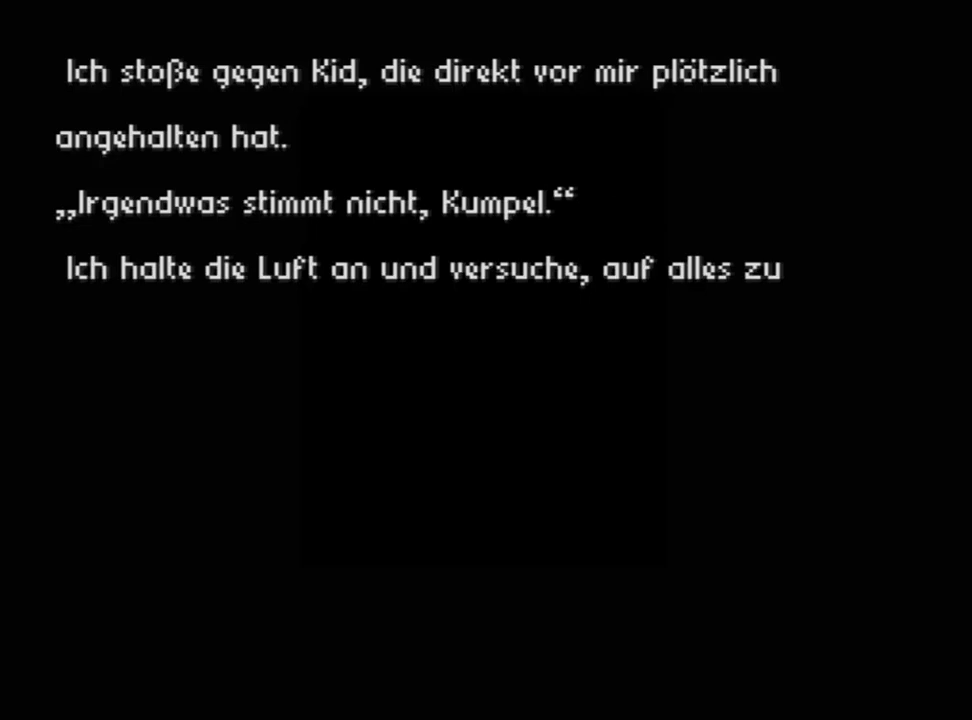 Ich stoße gegen Kid, die direkt vor mir plötzlich
angehalten hat.
„Irgendwas stimmt nicht, Kumpel.“
Ich halte die Luft an und versuche, auf alles zu